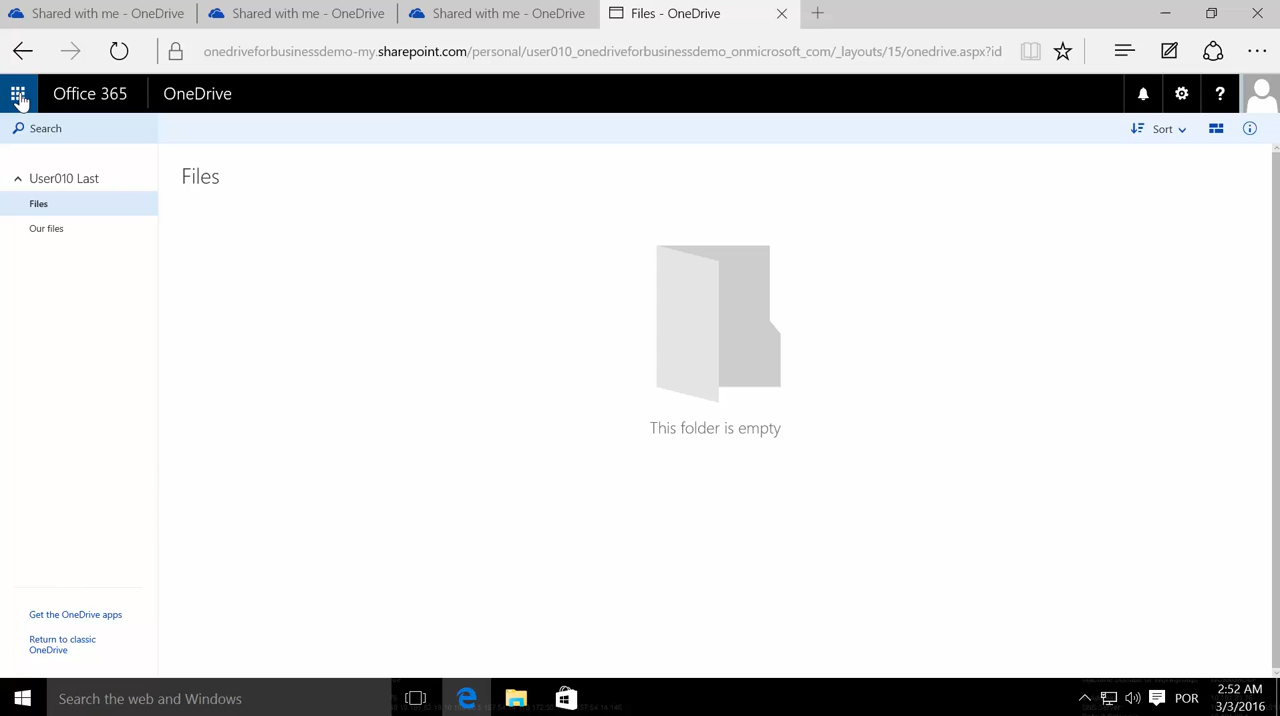 Shared with me - OneDrive
Shared with me - OneDrive
Shared with me - OneDrive
Files - OneDrive
onedriveforbusinessdemo-my.sharepoint.com/personal/user010_onedriveforbusinessdemo_onmicrosoft_com/_layouts/15/onedrive.aspx?id
Office 365
OneDrive
Search
Sort
User010 Last
Files
Files
Our files
This folder is empty
Get the OneDrive apps
Return to classic
OneDrive
Search the web and Windows
POR
2:52 AM
3/3/2016